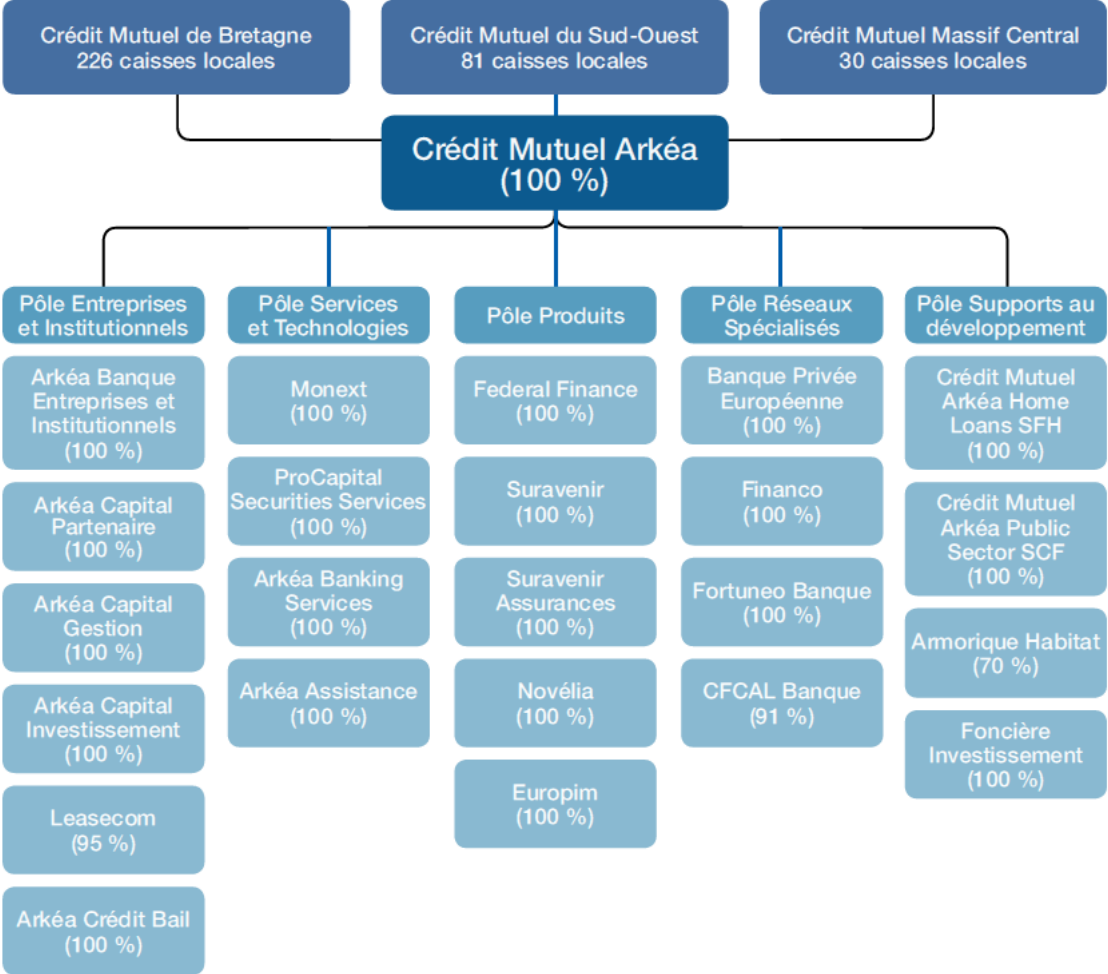 Crédit Mutuel de Bretagne
226 caisses locales
Crédit Mutuel du Sud-Ouest
81 caisses locales
Crédit Mutuel Massif Central
30 caisses locales
Crédit Mutuel Arkéa
(100 %)
Pôle Entreprises
et Institutionnels
Arkéa Banque
Entreprises et
Institutionnels
(100 %)
Arkéa Capital
Partenaire
(100 %)
Arkéa Capital
Gestion
(100 %)
Arkéa Capital
Investissement
(100 %)
Leasecom
(95 %)
Arkéa Crédit Bail
(100 %)
Pôle Services
et Technologies
Monext
(100 %)
ProCapital
Securities Services
(100 %)
Arkéa Banking
Services
(100 %)
Arkéa Assistance
(100 %)
Pôle Produits
Federal Finance
(100 %)
Suravenir
(100 %)
Suravenir
Assurances
(100 %)
Novélia
(100 %)
Europim
(100 %)
Pôle Réseaux
Spécialisés
Banque Privée
Européenne
(100 %)
Financo
(100 %)
Fortuneo Banque
(100 %)
CFCAL Banque
(91 %)
Pôle Supports au
développement
Crédit Mutuel
Arkéa Home
Loans SFH
(100 %)
Crédit Mutuel
Arkéa Public
Sector SCF
(100 %)
Armorique Habitat
(70 %)
Foncière
Investissement
(100 %)